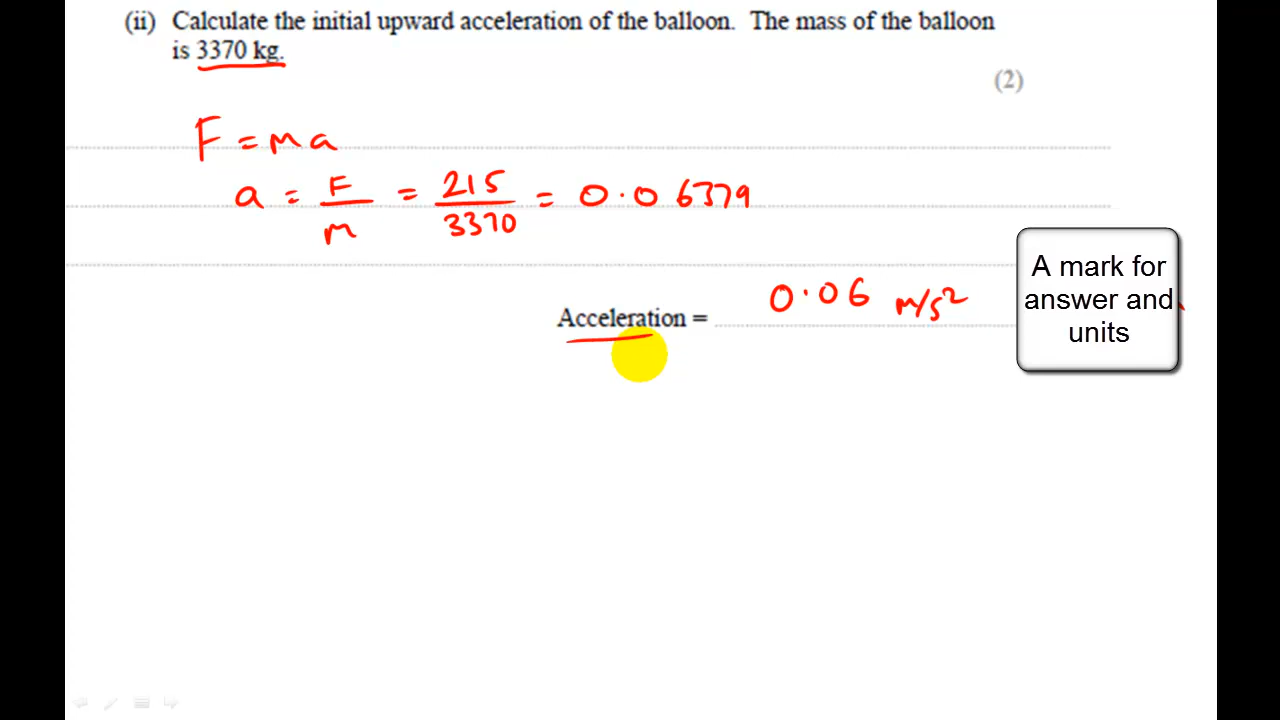 (ii) Calculate the initial upward acceleration of the balloon. The mass of the balloon
is 3370 kg.
(2)
F = ma
a = F/m = 215/3370 = 0.06379
Acceleration = 0.06 m/s²
A mark for
answer and
units